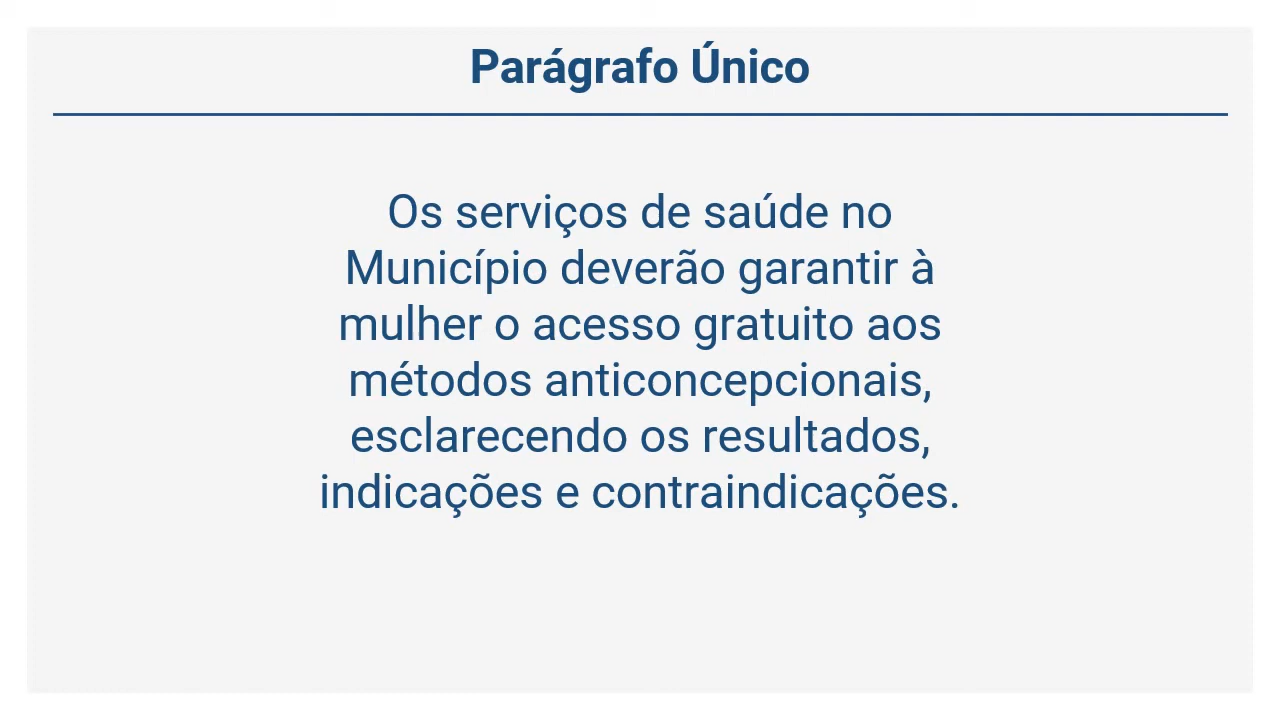 Parágrafo Único
Os serviços de saúde no
Município deverão garantir à
mulher o acesso gratuito aos
métodos anticoncepcionais,
esclarecendo os resultados,
indicações e contraindicações.